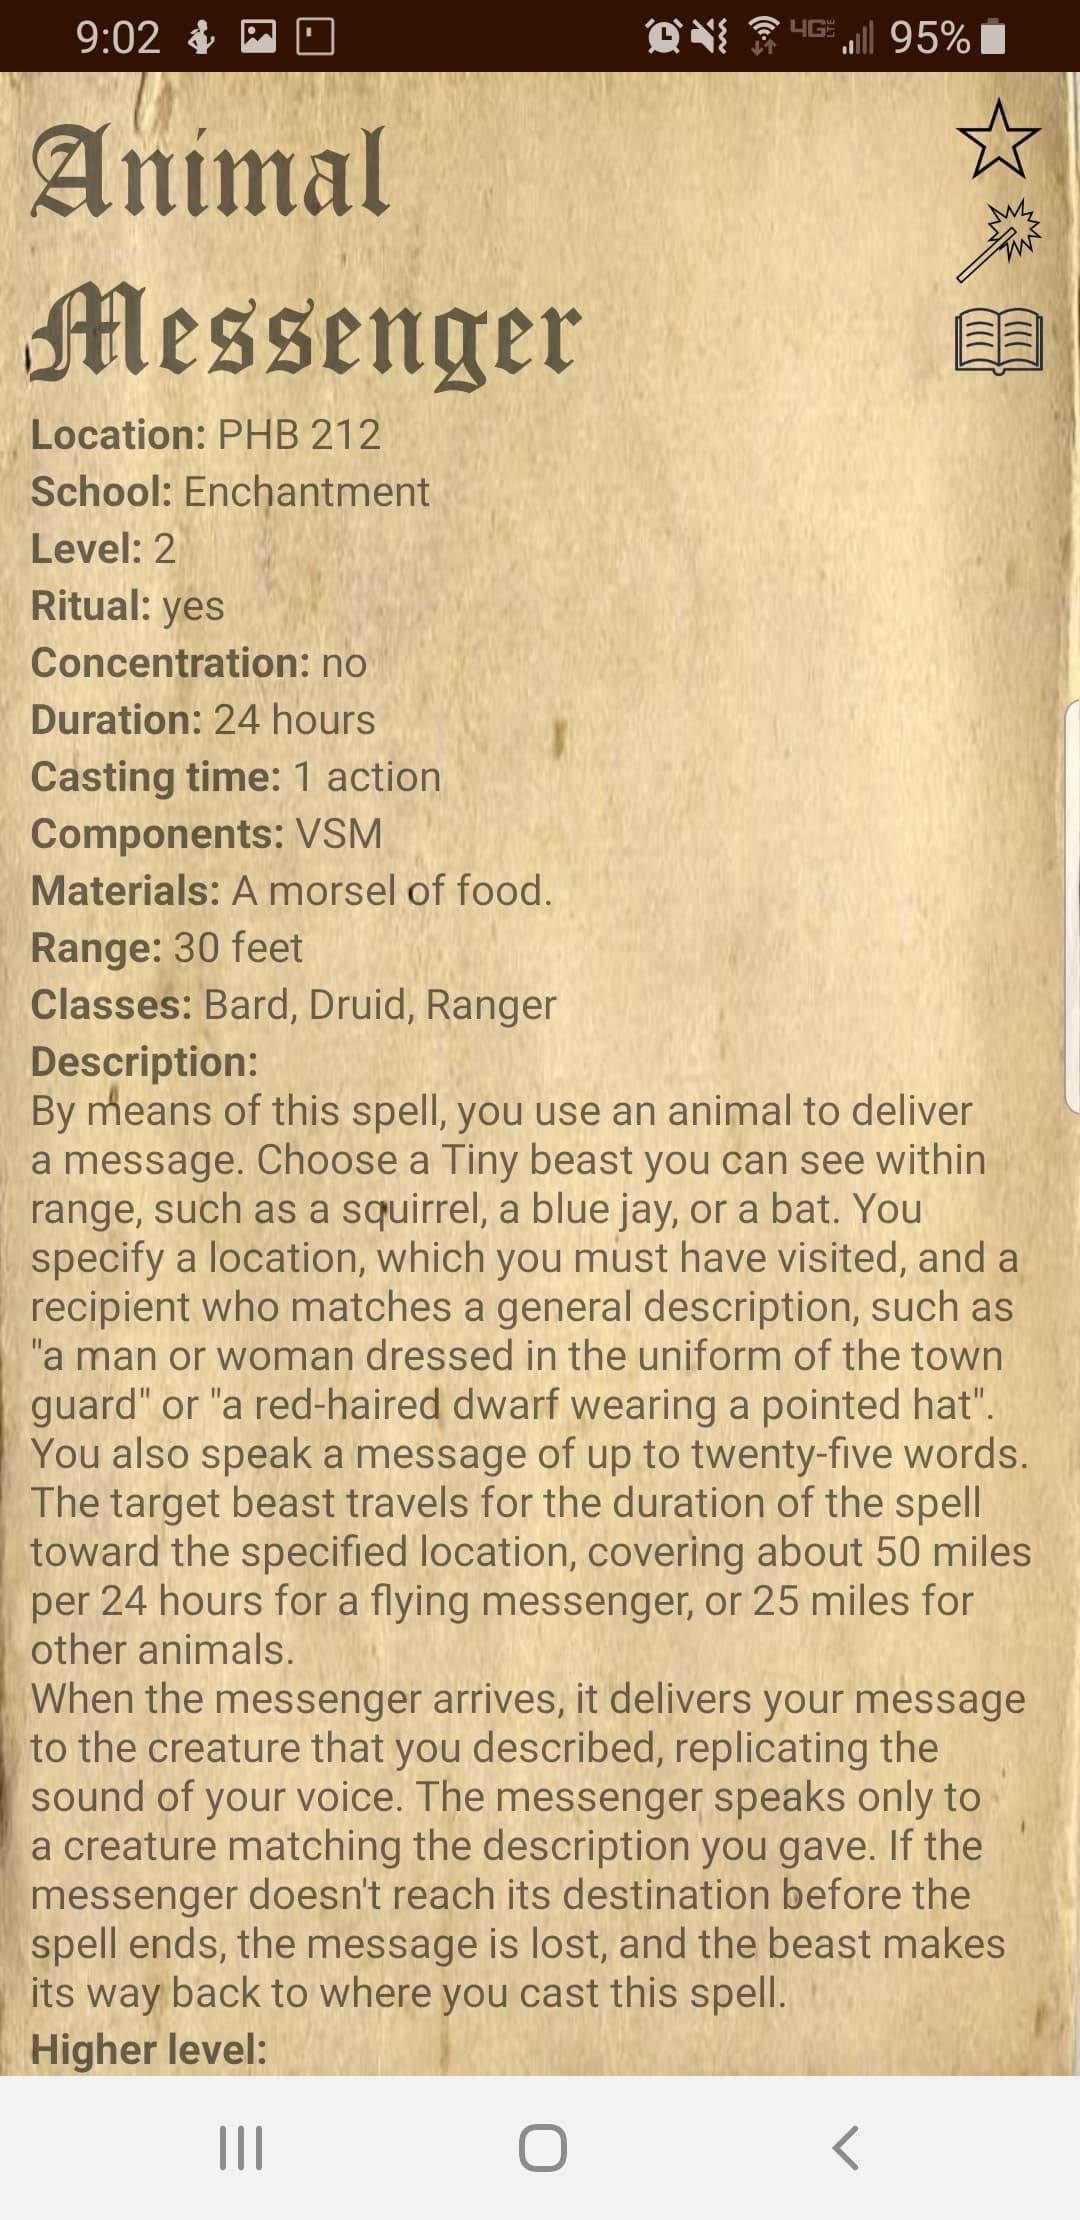 9:02 4G LTE 95%
Animal
Messenger
Location: PHB 212
School: Enchantment
Level: 2
Ritual: yes
Concentration: no
Duration: 24 hours
Casting time: 1 action
Components: VSM
Materials: A morsel of food.
Range: 30 feet
Classes: Bard, Druid, Ranger
Description:
By means of this spell, you use an animal to deliver
a message. Choose a Tiny beast you can see within
range, such as a squirrel, a blue jay, or a bat. You
specify a location, which you must have visited, and a
recipient who matches a general description, such as
"a man or woman dressed in the uniform of the town
guard" or "a red-haired dwarf wearing a pointed hat".
You also speak a message of up to twenty-five words.
The target beast travels for the duration of the spell
toward the specified location, covering about 50 miles
per 24 hours for a flying messenger, or 25 miles for
other animals.
When the messenger arrives, it delivers your message
to the creature that you described, replicating the
sound of your voice. The messenger speaks only to
a creature matching the description you gave. If the
messenger doesn't reach its destination before the
spell ends, the message is lost, and the beast makes
its way back to where you cast this spell.
Higher level: